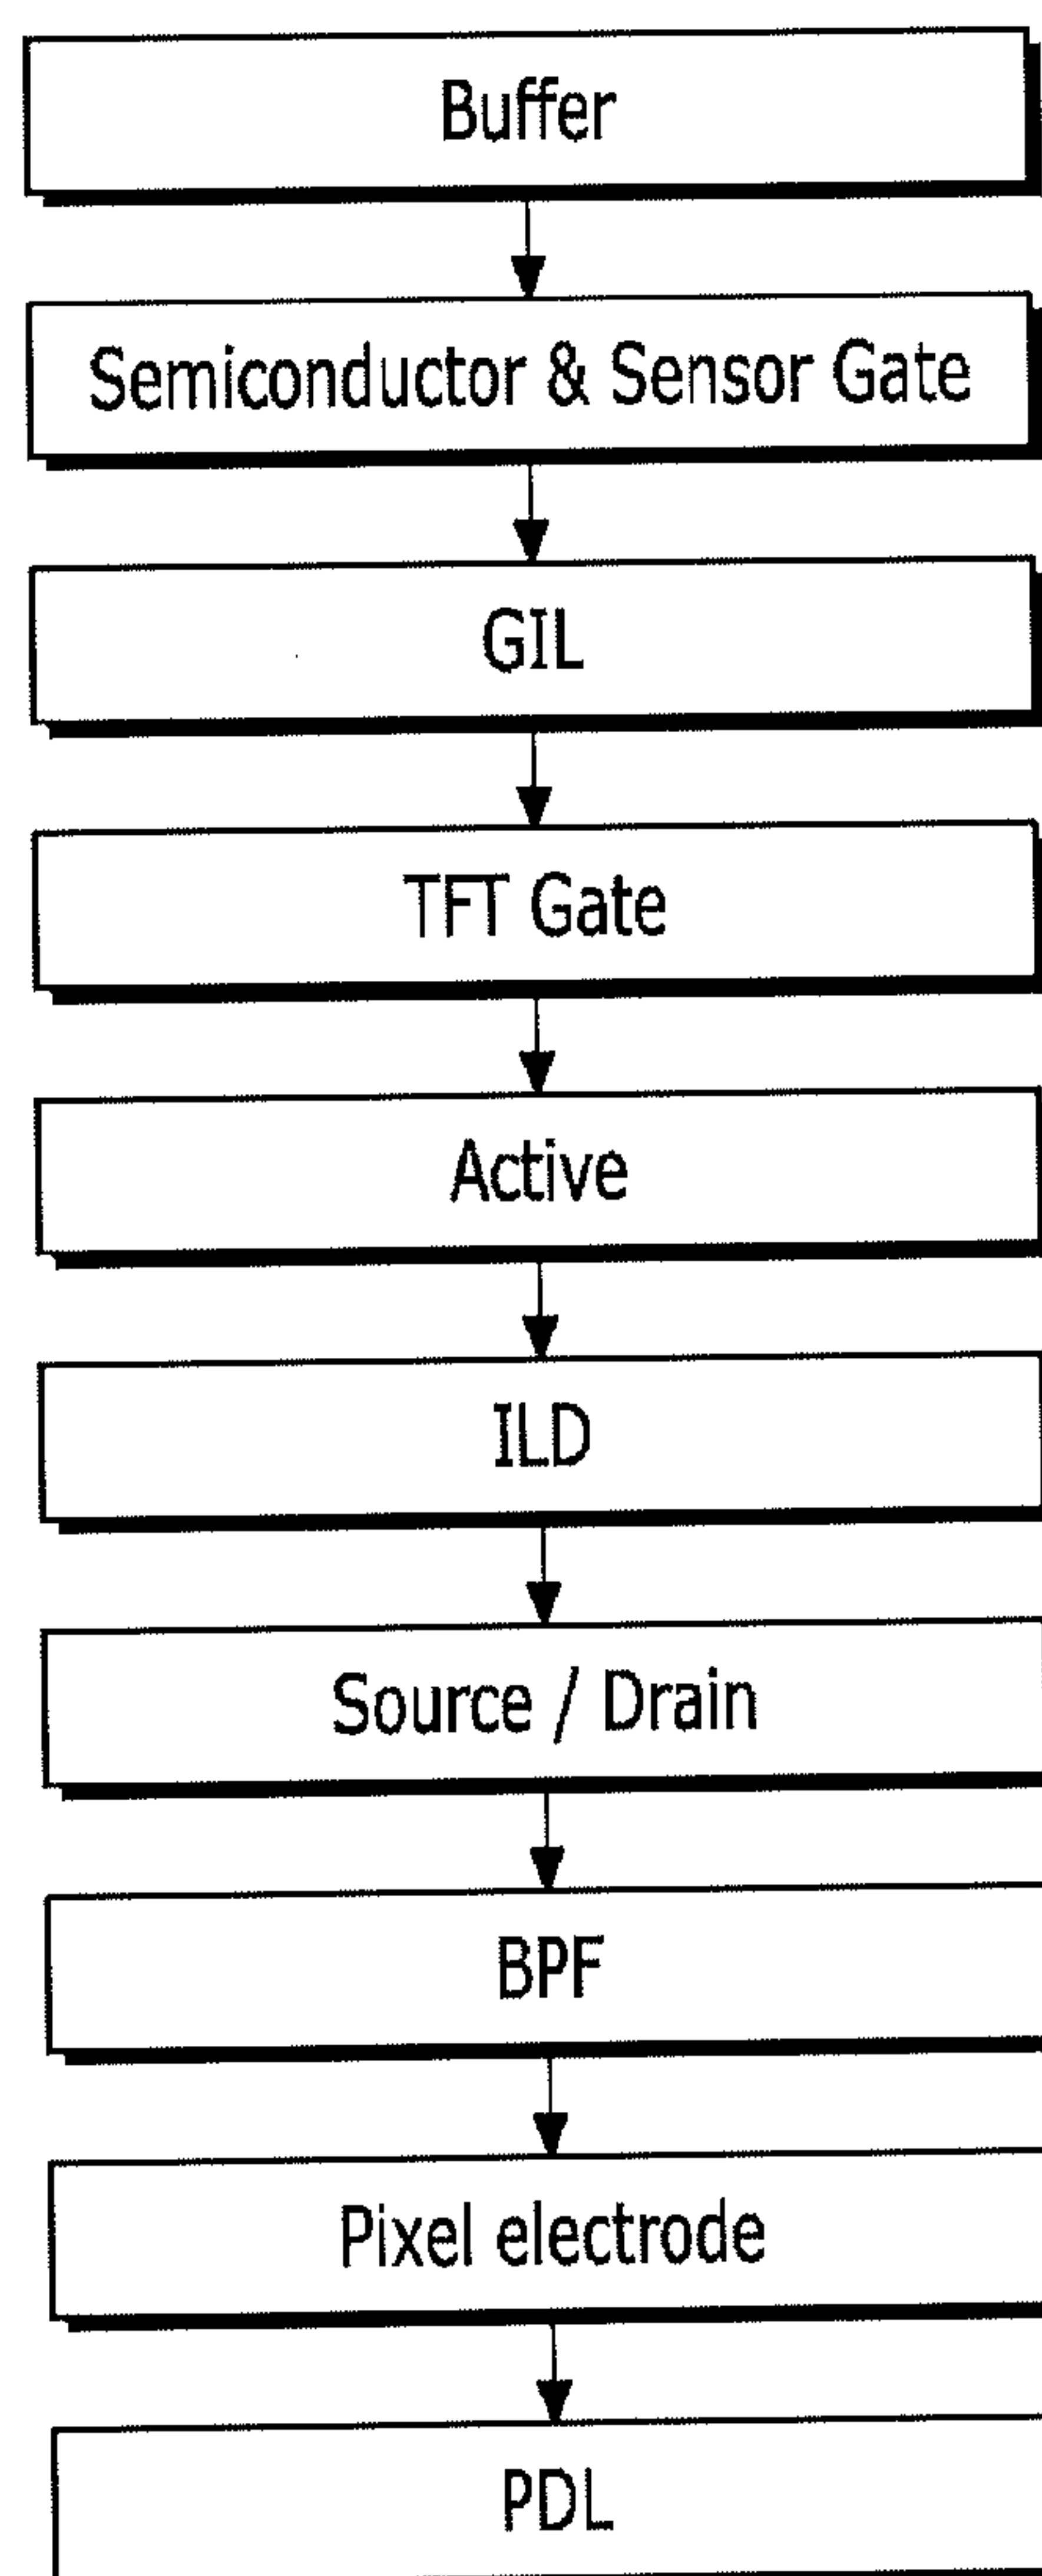 Buffer
Semiconductor & Sensor Gate
GIL
TFT Gate
Active
ILD
Source / Drain
BPF
Pixel electrode
PDL